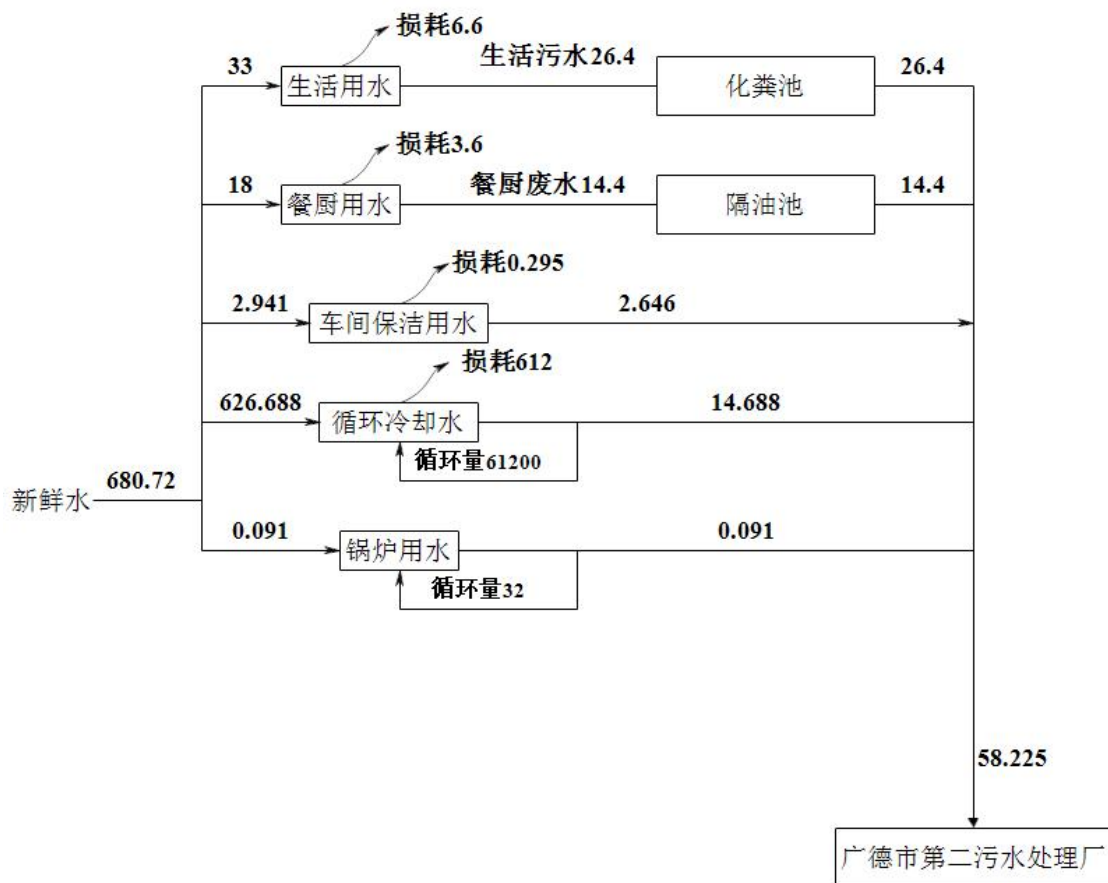 损耗6.6
33
生活用水
生活污水26.4
化粪池
26.4
损耗3.6
18
餐厨用水
餐厨废水14.4
隔油池
14.4
损耗0.295
2.941
车间保洁用水
2.646
损耗612
626.688
循环冷却水
14.688
循环量61200
新鲜水
680.72
0.091
锅炉用水
0.091
循环量32
58.225
广德市第二污水处理厂